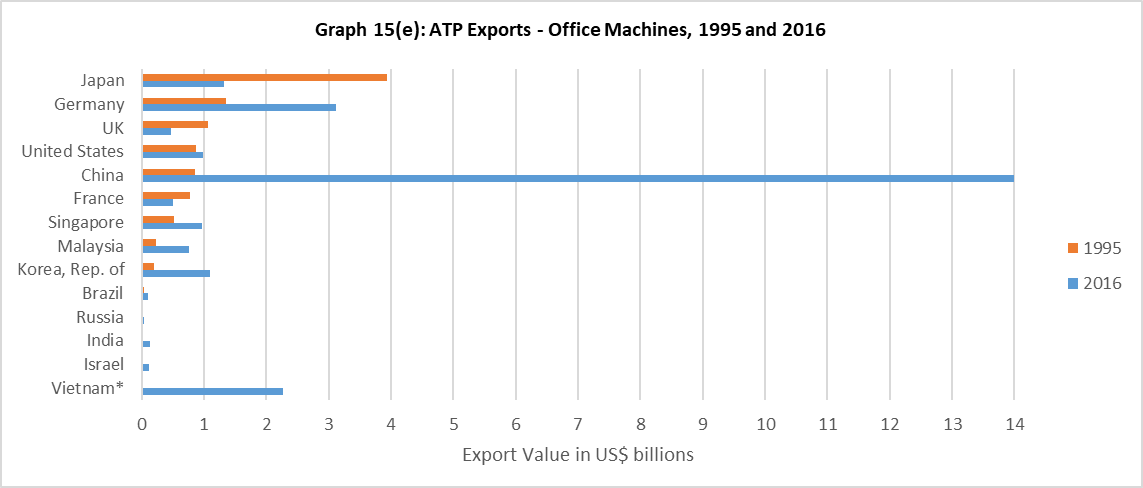 Graph 15(e): ATP Exports - Office Machines, 1995 and 2016
Japan
Germany
UK
United States
China
France
Singapore
Malaysia
Korea, Rep. of
Brazil
Russia
India
Israel
Vietnam*
0 1 2 3 4 5 6 7 8 9 10 11 12 13 14
Export Value in US$ billions
1995
2016